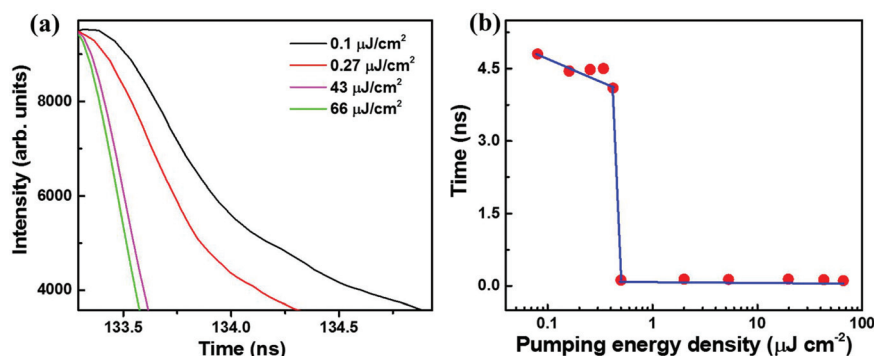 (a)
0.1 μJ/cm²
0.27 μJ/cm²
43 μJ/cm²
66 μJ/cm²
Intensity (arb. units)
8000
6000
4000
133.5 134.0 134.5
Time (ns)
(b)
Time (ns)
4.5
3.0
1.5
0.0
0.1 1 10 100
Pumping energy density (μJ cm⁻²)